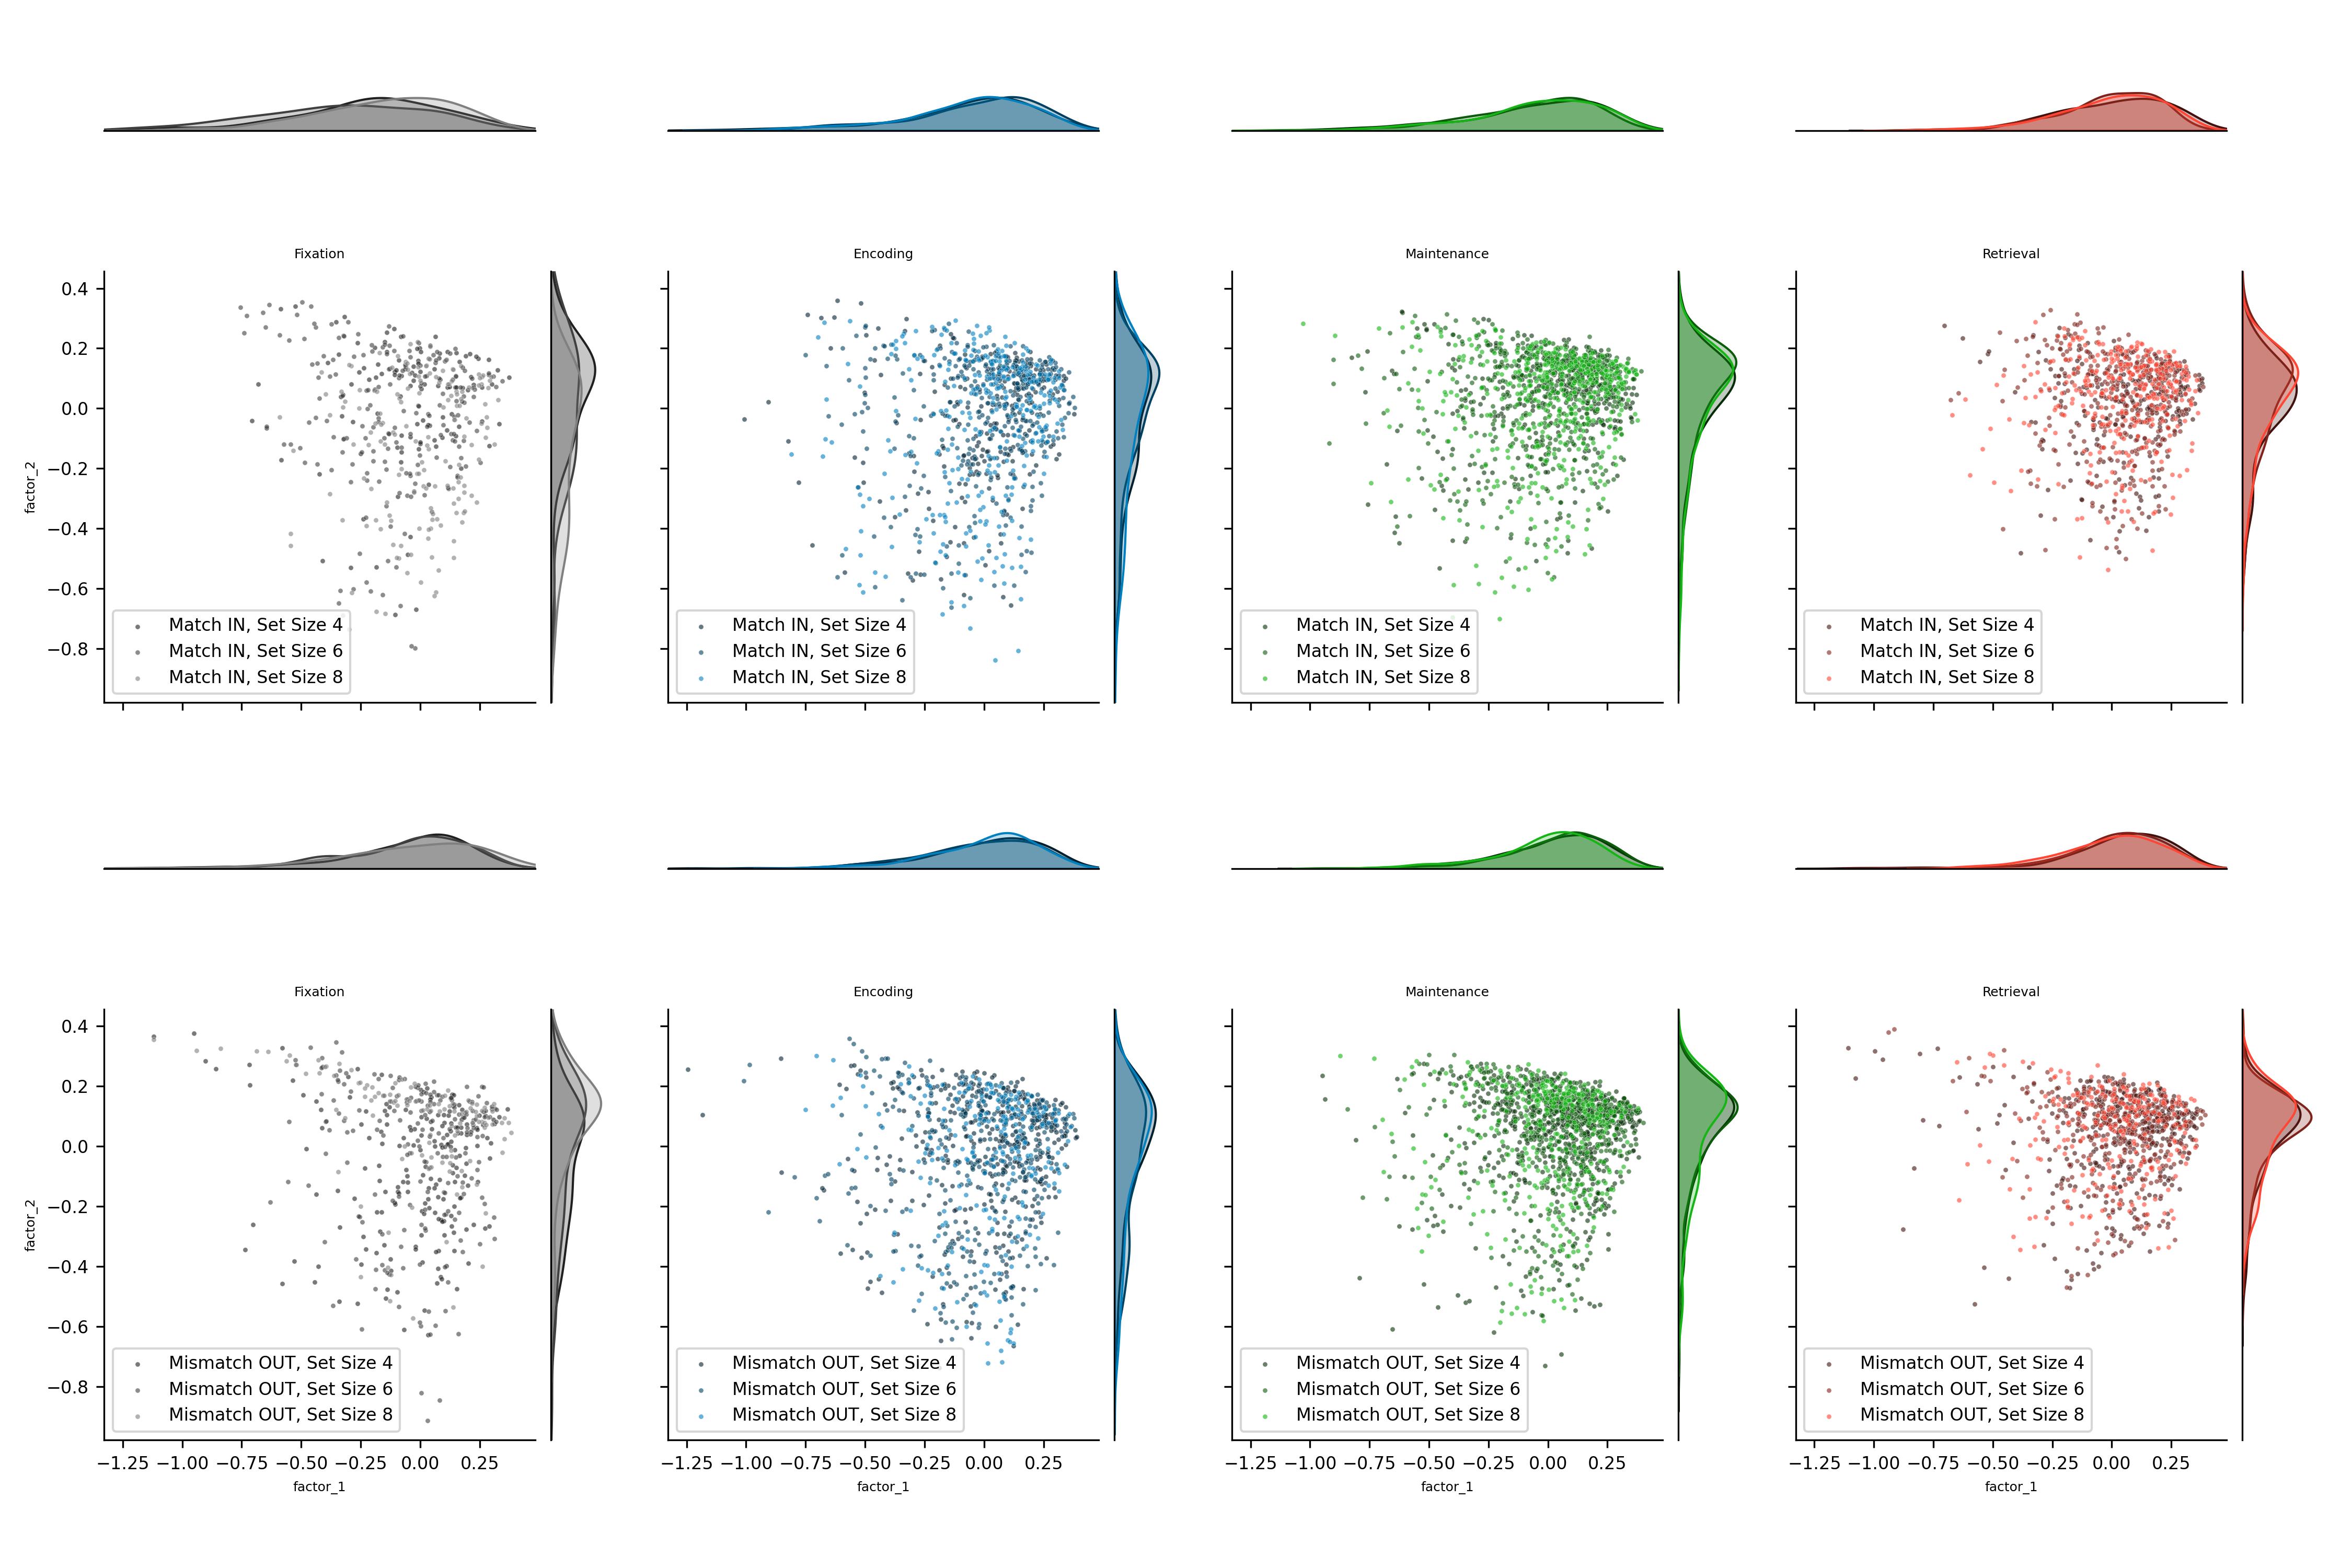 Fixation Encoding Maintenance Retrieval
0.4
0.2
0.0
−0.2
−0.4
−0.6
−0.8
factor_2
Match IN, Set Size 4
Match IN, Set Size 6
Match IN, Set Size 8
Match IN, Set Size 4
Match IN, Set Size 6
Match IN, Set Size 8
Match IN, Set Size 4
Match IN, Set Size 6
Match IN, Set Size 8
Match IN, Set Size 4
Match IN, Set Size 6
Match IN, Set Size 8
Fixation Encoding Maintenance Retrieval
0.4
0.2
0.0
−0.2
−0.4
−0.6
−0.8
factor_2
Mismatch OUT, Set Size 4
Mismatch OUT, Set Size 6
Mismatch OUT, Set Size 8
Mismatch OUT, Set Size 4
Mismatch OUT, Set Size 6
Mismatch OUT, Set Size 8
Mismatch OUT, Set Size 4
Mismatch OUT, Set Size 6
Mismatch OUT, Set Size 8
Mismatch OUT, Set Size 4
Mismatch OUT, Set Size 6
Mismatch OUT, Set Size 8
−1.25 −1.00 −0.75 −0.50 −0.25 0.00 0.25
−1.25 −1.00 −0.75 −0.50 −0.25 0.00 0.25
−1.25 −1.00 −0.75 −0.50 −0.25 0.00 0.25
−1.25 −1.00 −0.75 −0.50 −0.25 0.00 0.25
factor_1 factor_1 factor_1 factor_1